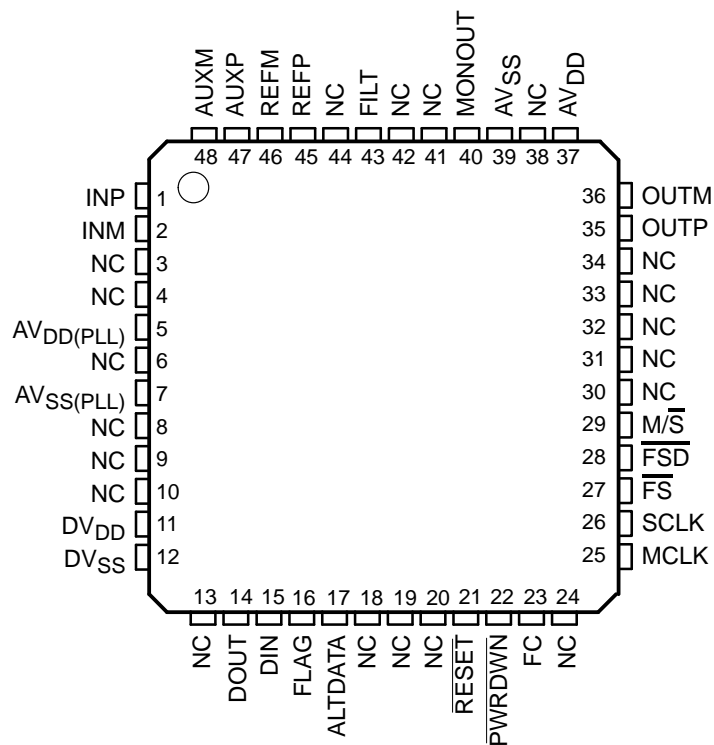 AUXM
AUXP
REFM
REFP
NC
FILT
NC
NC
MONOUT
AVSS
NC
AVDD
48 47 46 45 44 43 42 41 40 39 38 37
INP 1
INM 2
NC 3
NC 4
AVDD(PLL) 5
NC 6
AVSS(PLL) 7
NC 8
NC 9
NC 10
DVDD 11
DVSS 12
36 OUTM
35 OUTP
34 NC
33 NC
32 NC
31 NC
30 NC
29 M/S̅
28 F̅S̅D̅
27 F̅S̅
26 SCLK
25 MCLK
13 14 15 16 17 18 19 20 21 22 23 24
NC
DOUT
DIN
FLAG
ALTDATA
NC
NC
NC
R̅E̅S̅E̅T̅
P̅W̅R̅D̅W̅N̅
FC
NC